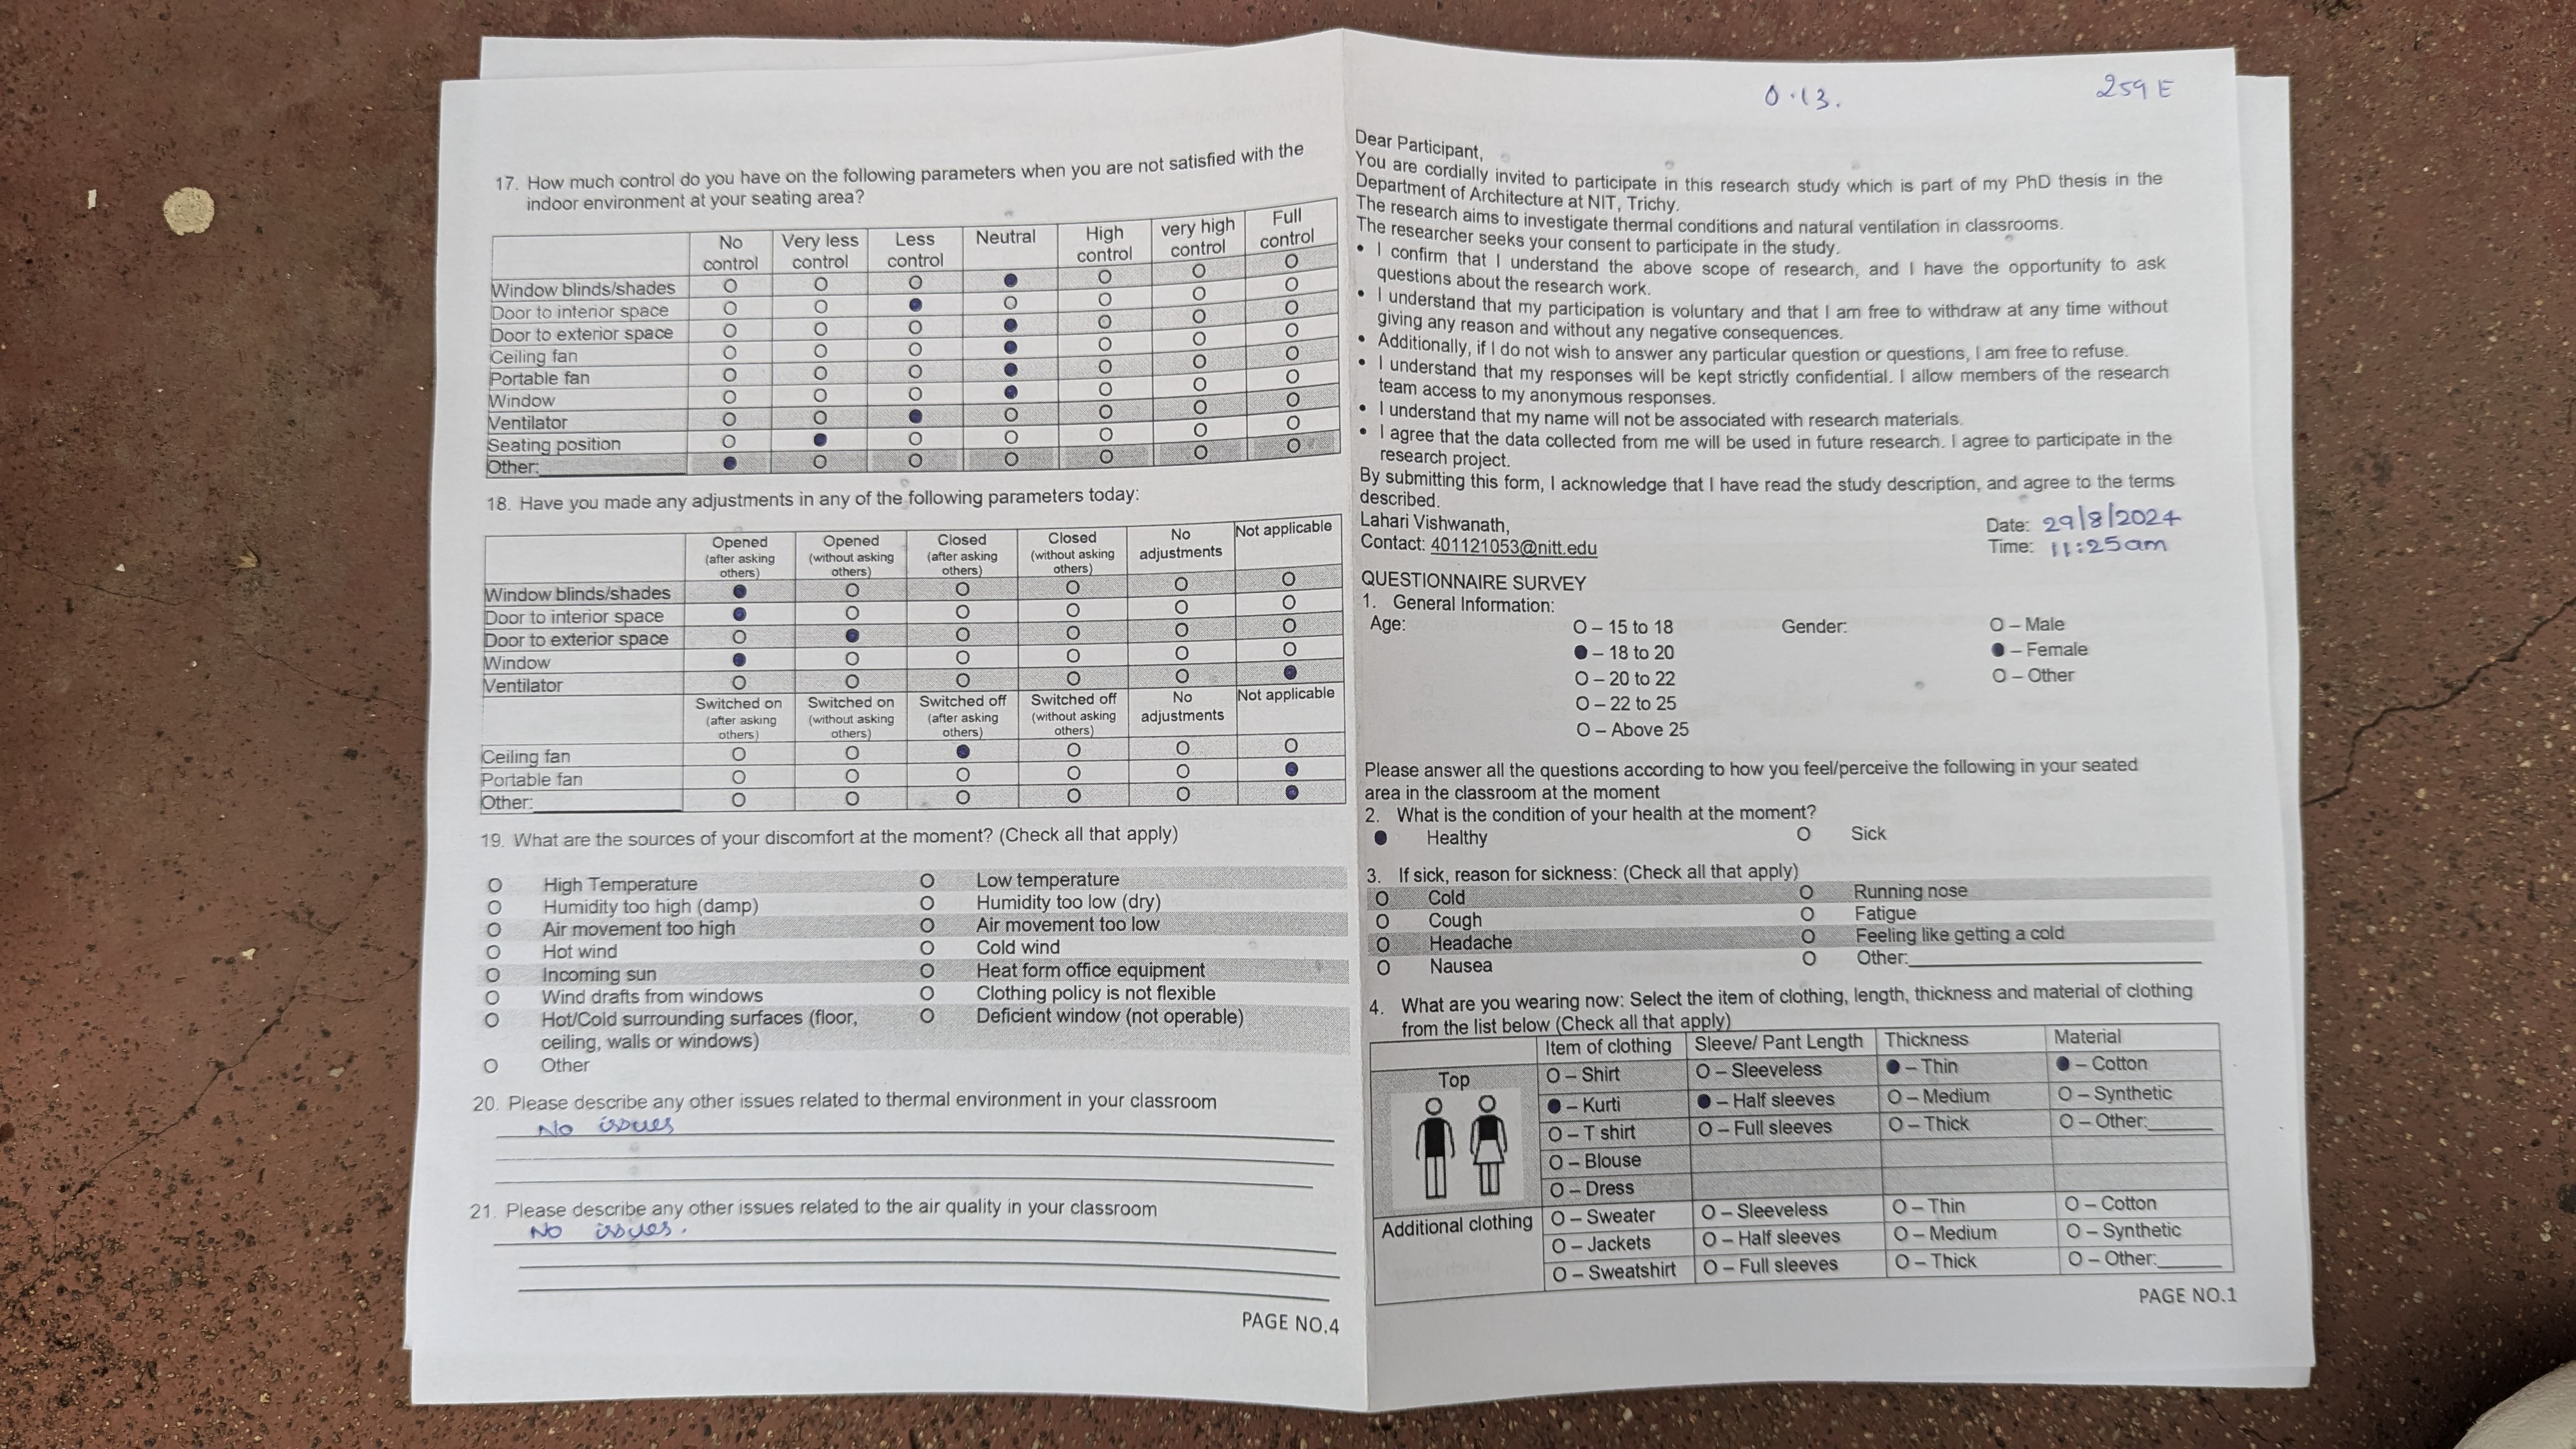 17. How much control do you have on the following parameters when you are not satisfied with the
indoor environment at your seating area?
No control Very less control Less control Neutral High control very high control Full control
Window blinds/shades O O O ● O O O
Door to interior space O O ● O O O O
Door to exterior space O O O ● O O O
Ceiling fan O O O ● O O O
Portable fan O O O ● O O O
Window O O O ● O O O
Ventilator O O ● O O O O
Seating position O ● O O O O O
Other: ● O O O O O O
18. Have you made any adjustments in any of the following parameters today:
Opened (after asking others) Opened (without asking others) Closed (after asking others) Closed (without asking others) No adjustments Not applicable
Window blinds/shades ● O O O O O
Door to interior space ● O O O O O
Door to exterior space O ● O O O O
Window ● O O O O O
Ventilator O O O O O ●
Switched on (after asking others) Switched on (without asking others) Switched off (after asking others) Switched off (without asking others) No adjustments Not applicable
Ceiling fan O O ● O O O
Portable fan O O O O O ●
Other: O O O O O ●
19. What are the sources of your discomfort at the moment? (Check all that apply)
O High Temperature O Low temperature
O Humidity too high (damp) O Humidity too low (dry)
O Air movement too high O Air movement too low
O Hot wind O Cold wind
O Incoming sun O Heat form office equipment
O Wind drafts from windows O Clothing policy is not flexible
O Hot/Cold surrounding surfaces (floor, O Deficient window (not operable)
ceiling, walls or windows)
O Other
20. Please describe any other issues related to thermal environment in your classroom
No issues
21. Please describe any other issues related to the air quality in your classroom
No issues.
PAGE NO.4
0.13. 259 E
Dear Participant,
You are cordially invited to participate in this research study which is part of my PhD thesis in the
Department of Architecture at NIT, Trichy.
The research aims to investigate thermal conditions and natural ventilation in classrooms.
The researcher seeks your consent to participate in the study.
• I confirm that I understand the above scope of research, and I have the opportunity to ask
questions about the research work.
• I understand that my participation is voluntary and that I am free to withdraw at any time without
giving any reason and without any negative consequences.
• Additionally, if I do not wish to answer any particular question or questions, I am free to refuse.
• I understand that my responses will be kept strictly confidential. I allow members of the research
team access to my anonymous responses.
• I understand that my name will not be associated with research materials.
• I agree that the data collected from me will be used in future research. I agree to participate in the
research project.
By submitting this form, I acknowledge that I have read the study description, and agree to the terms
described.
Lahari Vishwanath, Date: 29/8/2024
Contact: 401121053@nitt.edu Time: 11:25am
QUESTIONNAIRE SURVEY
1. General Information:
Age: O – 15 to 18 Gender: O – Male
● – 18 to 20 ● – Female
O – 20 to 22 O – Other
O – 22 to 25
O – Above 25
Please answer all the questions according to how you feel/perceive the following in your seated
area in the classroom at the moment
2. What is the condition of your health at the moment?
● Healthy O Sick
3. If sick, reason for sickness: (Check all that apply)
O Cold O Running nose
O Cough O Fatigue
O Headache O Feeling like getting a cold
O Nausea O Other:
4. What are you wearing now: Select the item of clothing, length, thickness and material of clothing
from the list below (Check all that apply)
Item of clothing Sleeve/ Pant Length Thickness Material
Top O – Shirt O – Sleeveless ● – Thin ● – Cotton
● – Kurti ● – Half sleeves O – Medium O – Synthetic
O – T shirt O – Full sleeves O – Thick O – Other:
O – Blouse
O – Dress
Additional clothing O – Sweater O – Sleeveless O – Thin O – Cotton
O – Jackets O – Half sleeves O – Medium O – Synthetic
O – Sweatshirt O – Full sleeves O – Thick O – Other:
PAGE NO.1